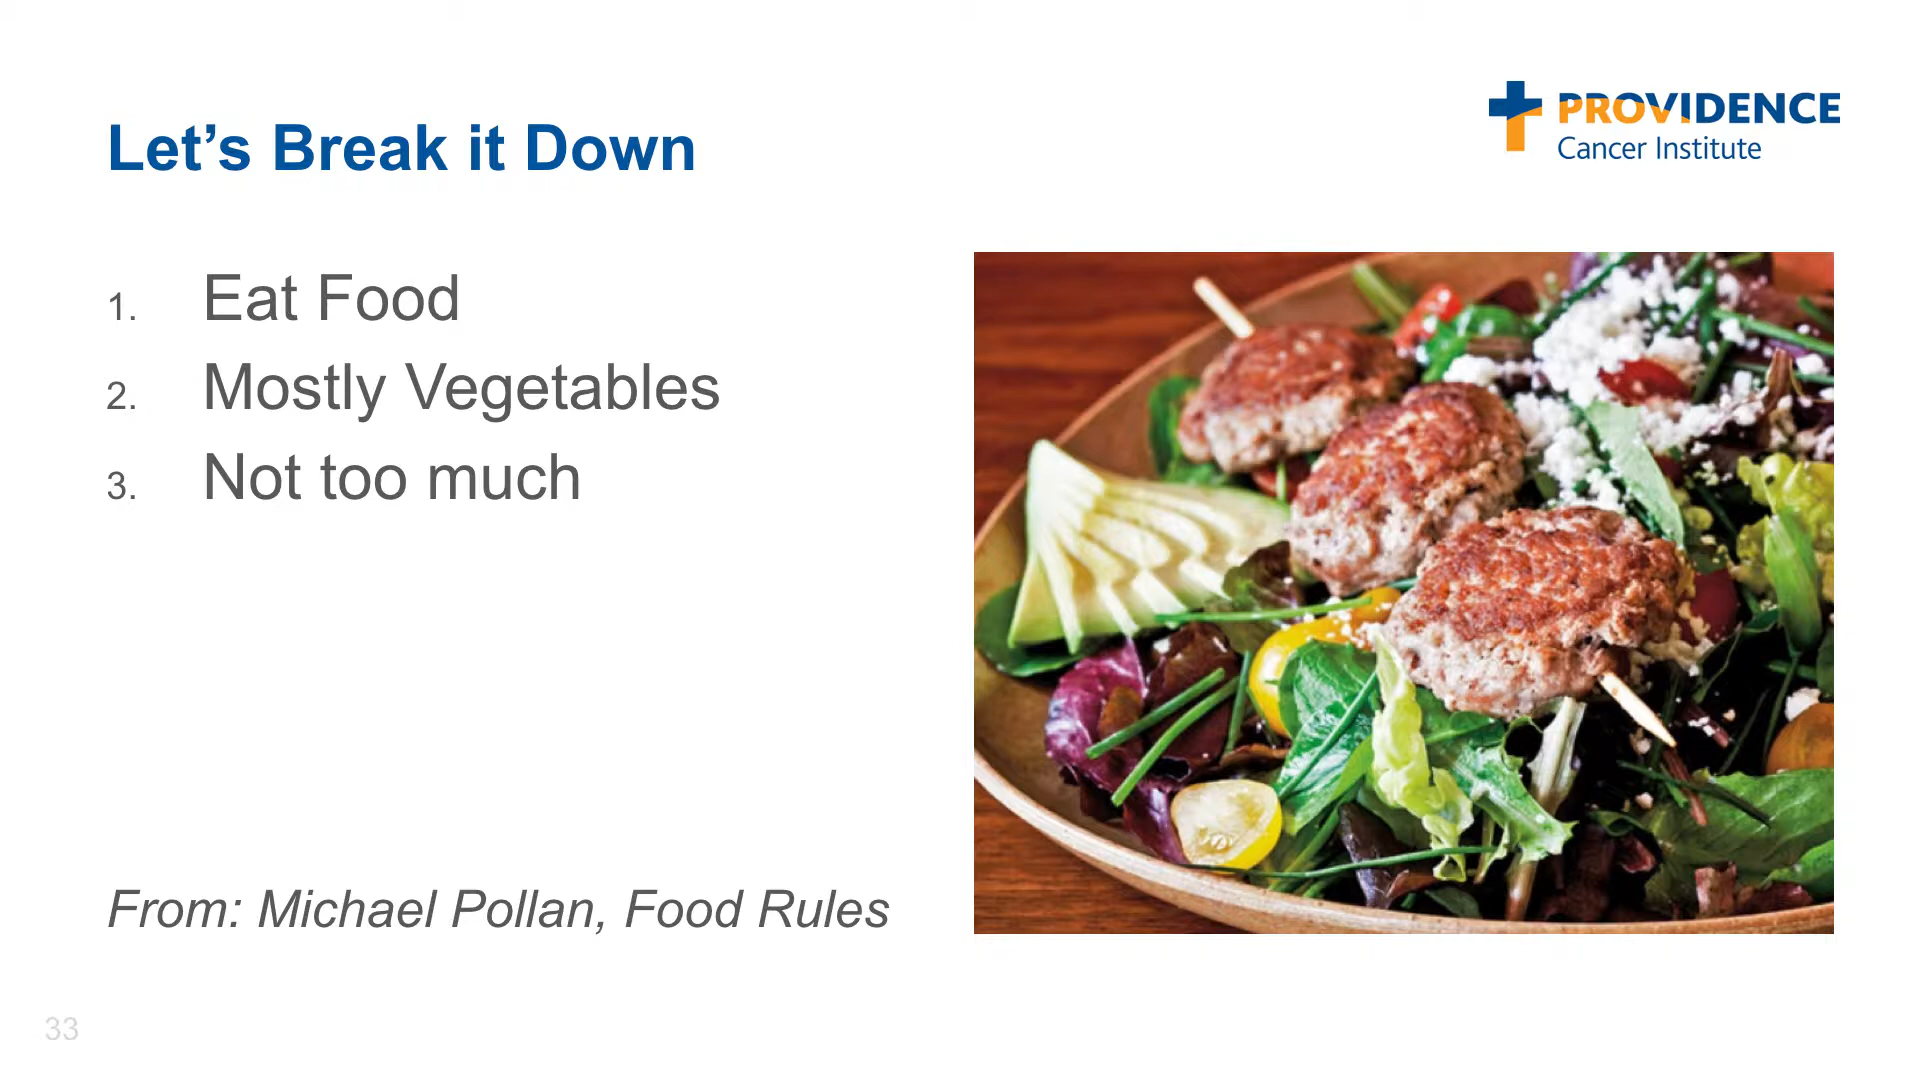 PROVIDENCE
Cancer Institute
Let’s Break it Down
1. Eat Food
2. Mostly Vegetables
3. Not too much
From: Michael Pollan, Food Rules
33